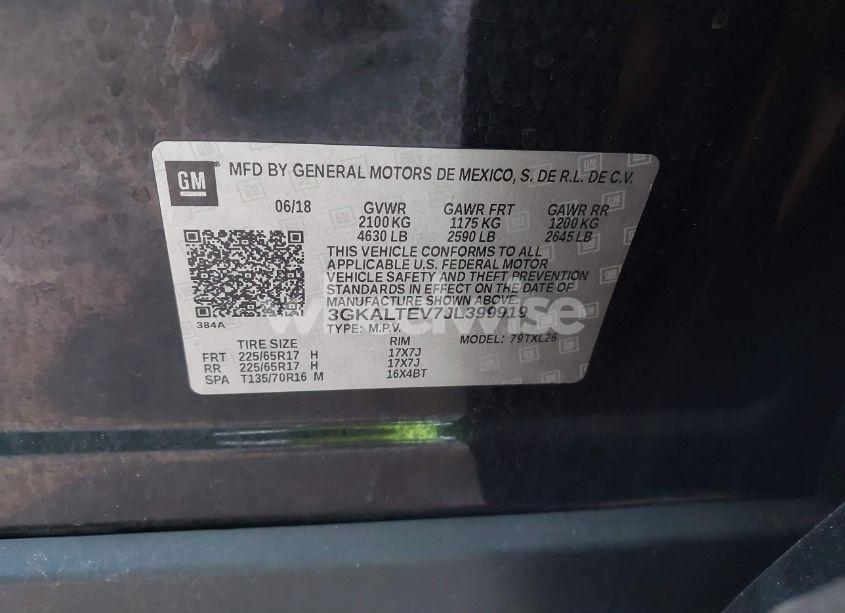 GM
MFD BY GENERAL MOTORS DE MEXICO, S. DE R.L. DE C.V.
06/18 GVWR GAWR FRT GAWR RR
2100 KG 1175 KG 1200 KG
4630 LB 2590 LB 2645 LB
THIS VEHICLE CONFORMS TO ALL
APPLICABLE U.S. FEDERAL MOTOR
VEHICLE SAFETY AND THEFT PREVENTION
STANDARDS IN EFFECT ON THE DATE OF
MANUFACTURE SHOWN ABOVE.
384A
3GKALTEV7JL399919
TYPE: M.P.V. MODEL: 79TXL26
TIRE SIZE RIM
FRT 225/65R17 H 17X7J
RR 225/65R17 H 17X7J
SPA T135/70R16 M 16X4BT